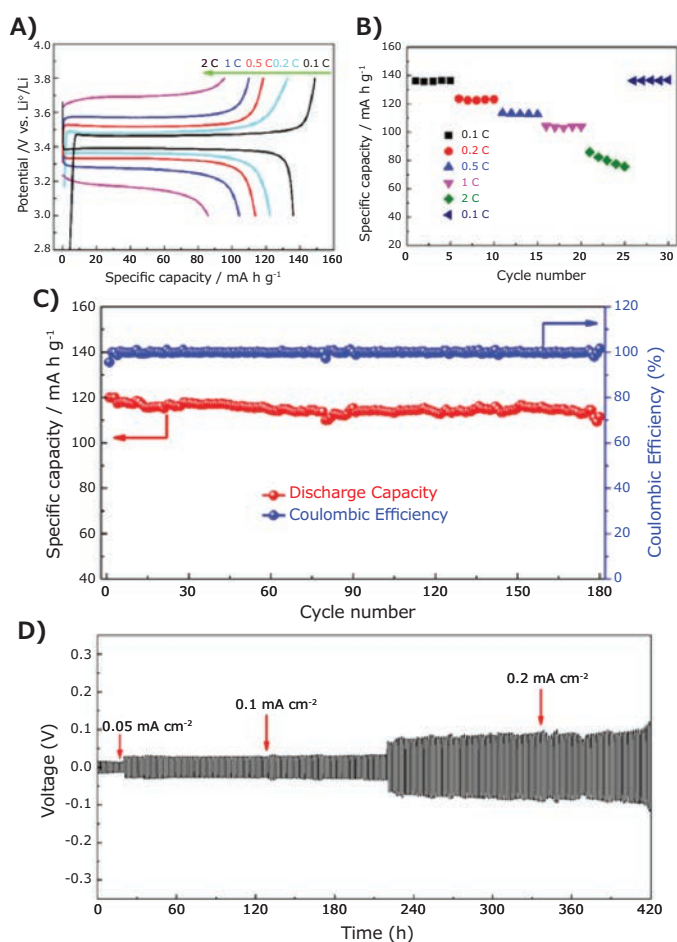 A)
4.0
3.8
3.6
3.4
3.2
3.0
2.8
Potential /V vs. Li⁰/Li
2 C 1 C 0.5 C 0.2 C 0.1 C
0 20 40 60 80 100 120 140 160
Specific capacity / mA h g⁻¹
B)
160
140
120
100
80
60
40
20
Specific capacity / mA h g⁻¹
0.1 C
0.2 C
0.5 C
1 C
2 C
0.1 C
0 5 10 15 20 25 30
Cycle number
C)
160
140
120
100
80
60
40
Specific capacity / mA h g⁻¹
Discharge Capacity
Coulombic Efficiency
120
100
80
60
40
20
0
Coulombic Efficiency (%)
0 30 60 90 120 150 180
Cycle number
D)
0.3
0.2
0.1
0.0
-0.1
-0.2
-0.3
Voltage (V)
0.05 mA cm⁻²
0.1 mA cm⁻²
0.2 mA cm⁻²
0 60 120 180 240 300 360 420
Time (h)